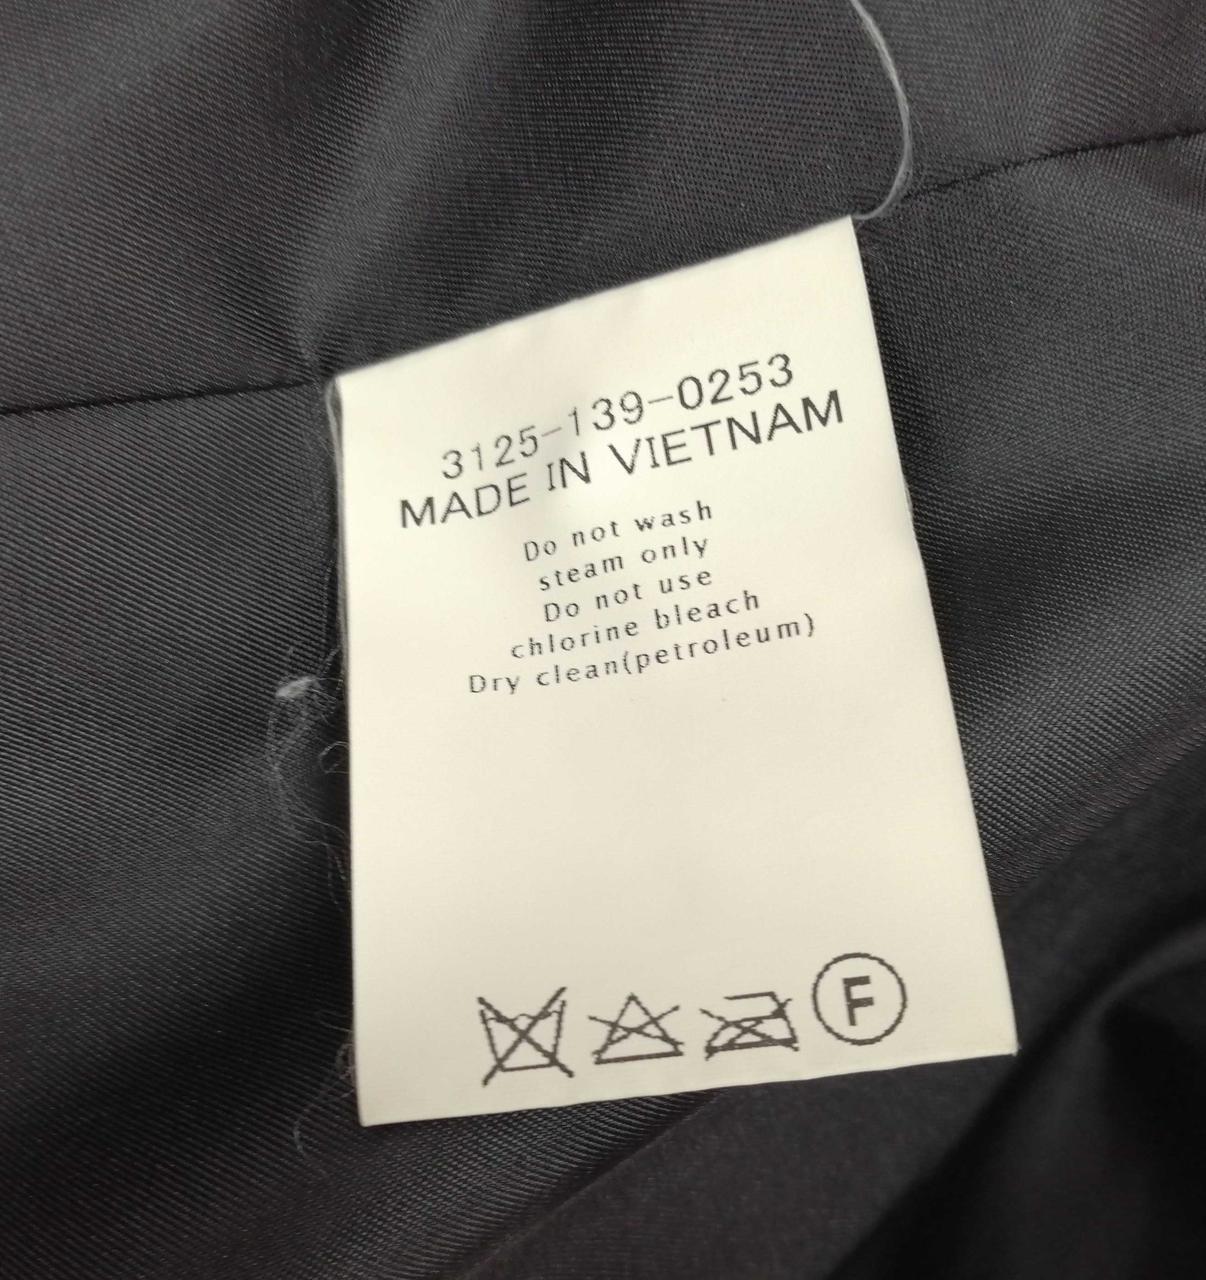 3125-139-0253
MADE IN VIETNAM
Do not wash
steam only
Do not use
chlorine bleach
Dry clean(petroleum)
F